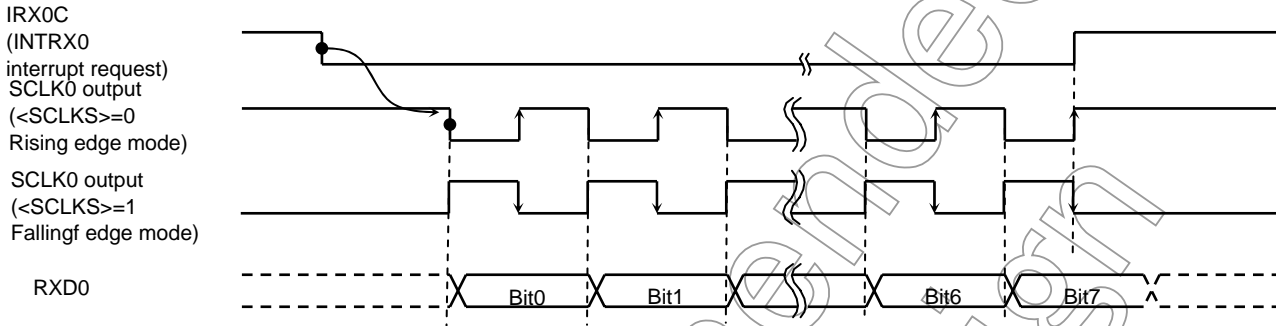 IRX0C
(INTRX0
interrupt request)
SCLK0 output
(<SCLKS>=0
Rising edge mode)
SCLK0 output
(<SCLKS>=1
Fallingf edge mode)
RXD0
Bit0
Bit1
Bit6
Bit7